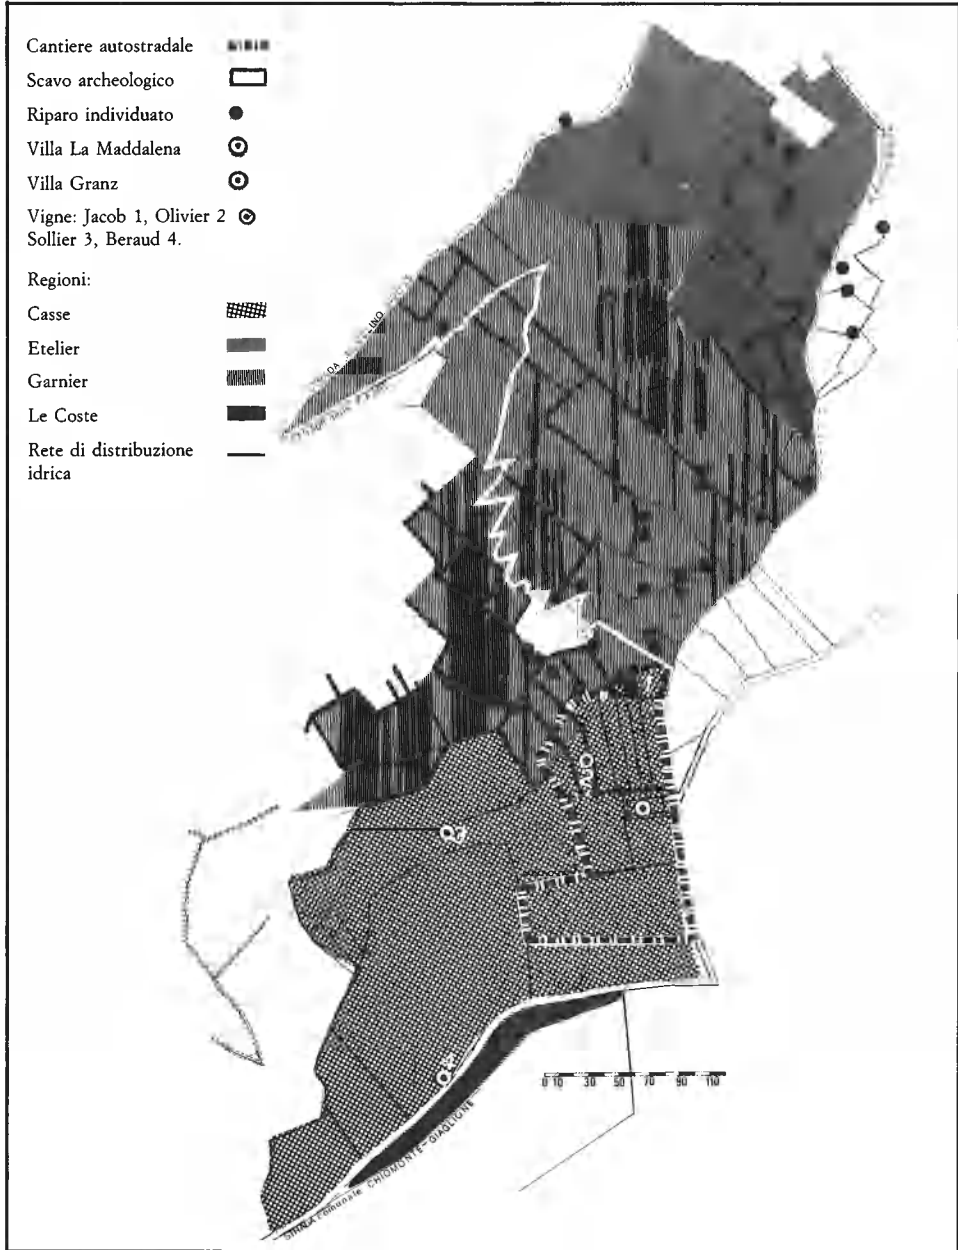 Cantiere autostradale
Scavo archeologico
Riparo individuato
Villa La Maddalena
Villa Granz
Vigne: Jacob 1, Olivier 2
Sollier 3, Beraud 4.
Regioni:
Casse
Etelier
Garnier
Le Coste
Rete di distribuzione
idrica
0 10 30 50 70 90 110
STRADA comunale CHIOMONTE-GIAGLIONE